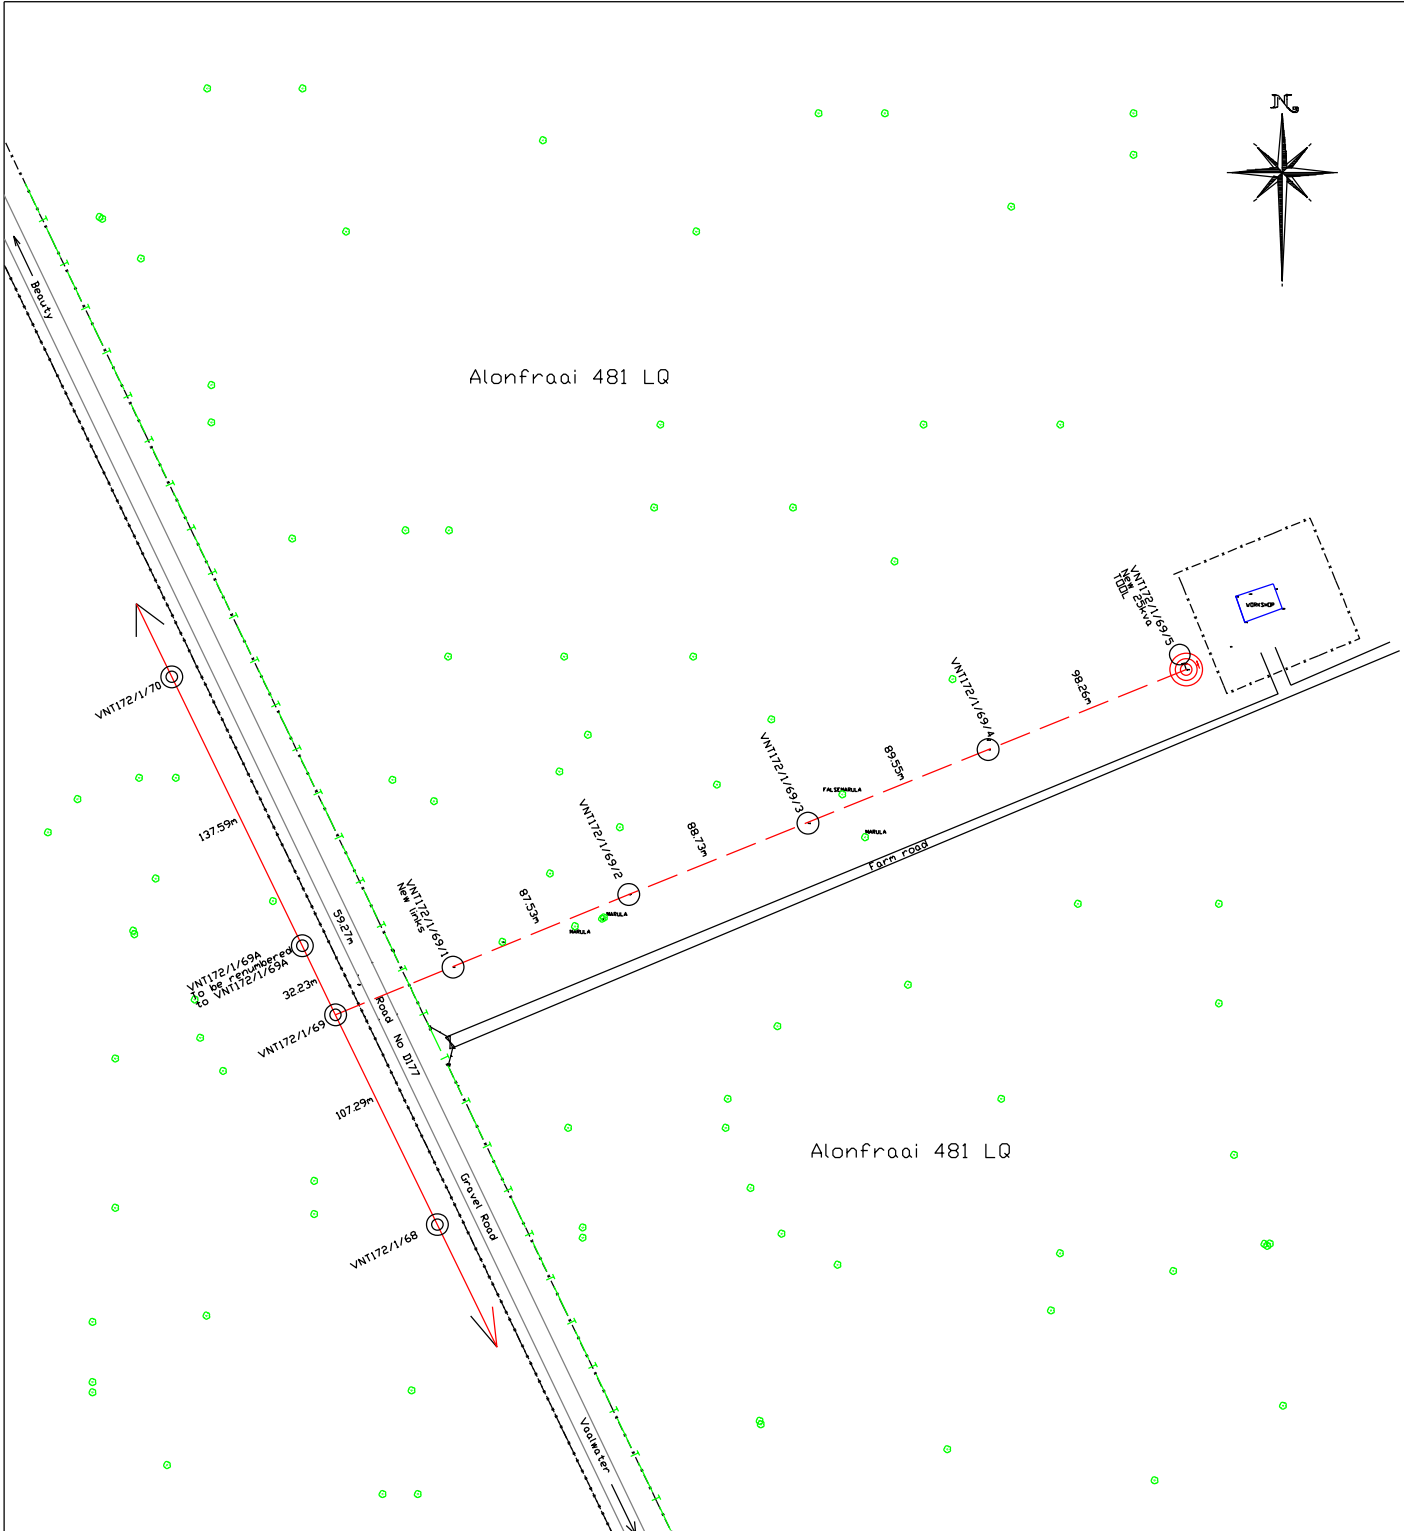 N
Beauty
Alonfraai 481 LQ
VNT172/1/69/5
New 25kva
TOOL
WORKSHOP
VNT172/1/70
VNT172/1/69/4
98.26m
VNT172/1/69/3
89.55m
FALSEMARULA
MARULA
137.59m
VNT172/1/69/2
88.73m
Farm road
VNT172/1/69/1
New links
87.53m
MARULA
MARULA
59.27m
VNT172/1/69A
To be renumbered
to VNT172/1/69A
32.23m
VNT172/1/69
Road No D177
107.29m
Alonfraai 481 LQ
Gravel Road
VNT172/1/68
Vaalwater